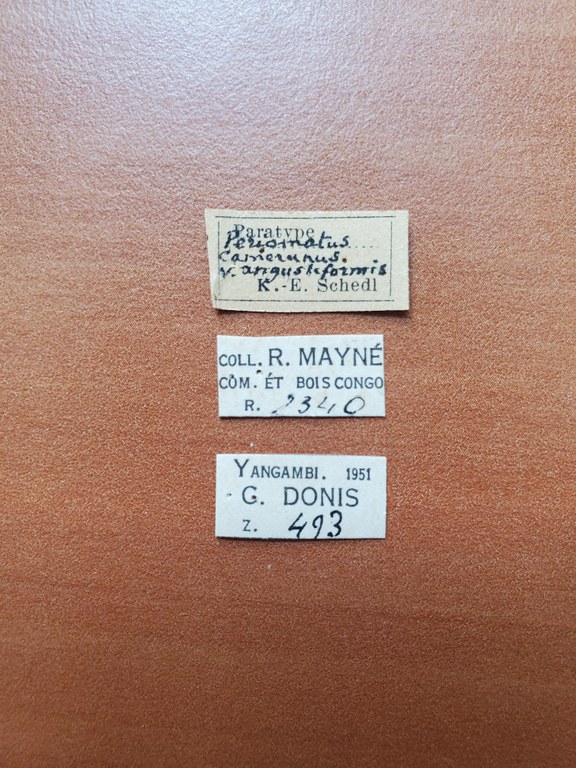 Paratype
Periomatus
camerunus.
v. angustiformis
K.-E. Schedl
COLL. R. MAYNÉ
COM. ÉT BOIS CONGO
R. 2340
YANGAMBI. 1951
G. DONIS
Z. 493